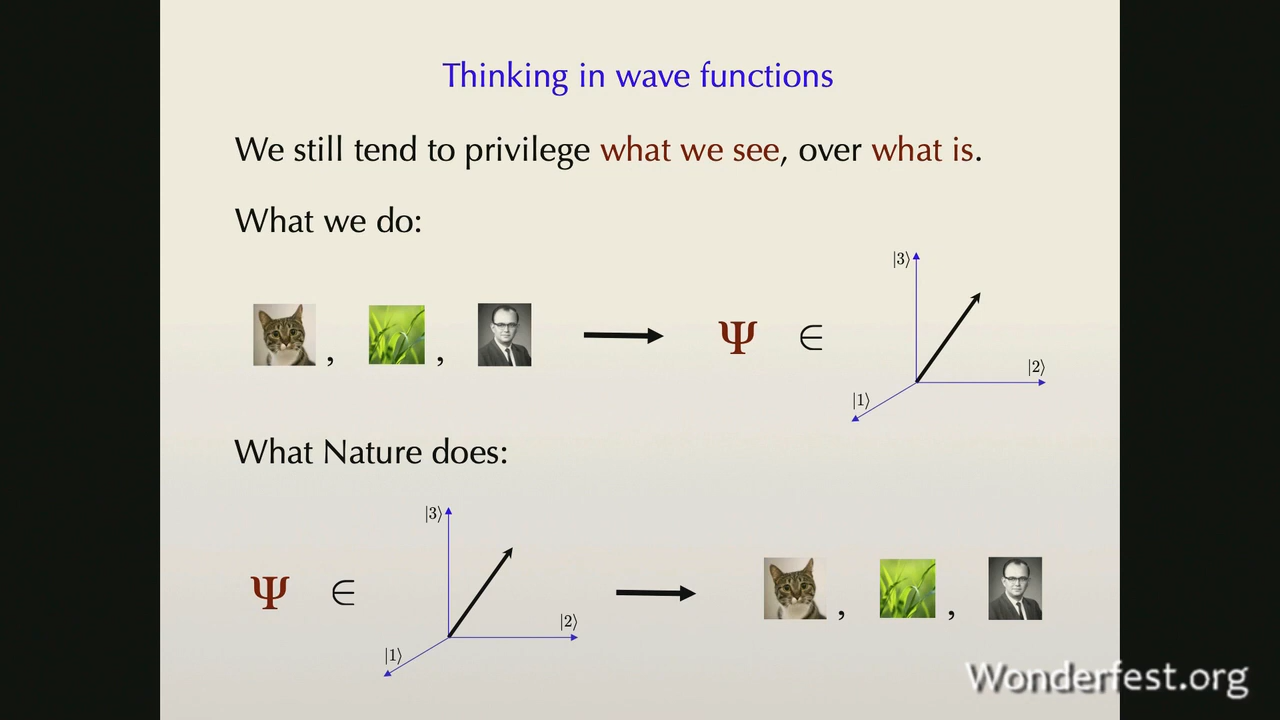 Thinking in wave functions
We still tend to privilege what we see, over what is.
What we do:
|3⟩
, , Ψ ∈
|2⟩
|1⟩
What Nature does:
|3⟩
Ψ ∈ , ,
|2⟩
|1⟩
Wonderfest.org